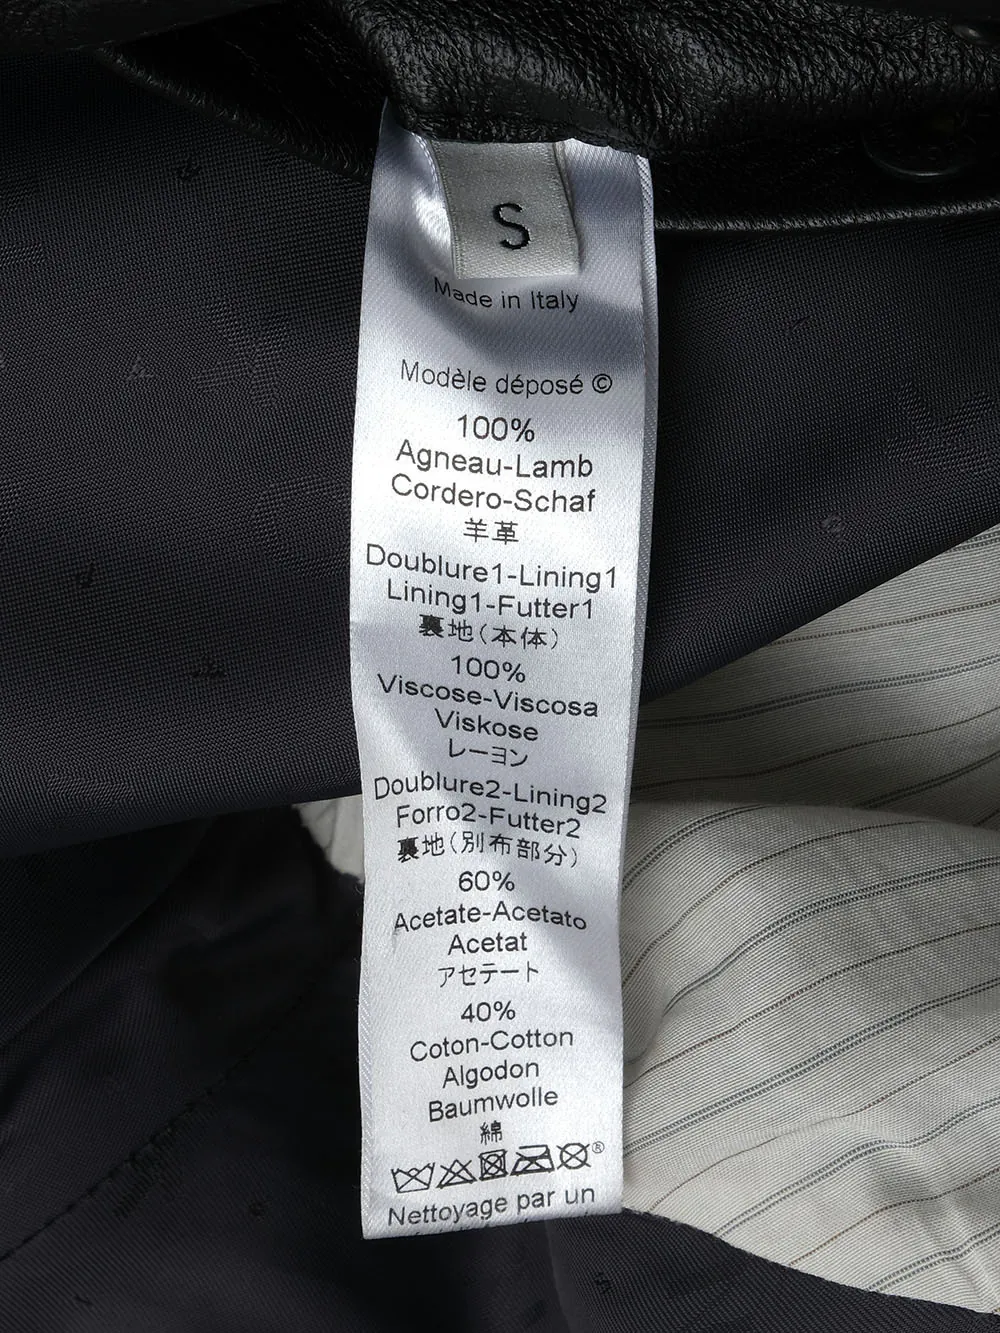 S
Made in Italy
Modèle déposé ©
100%
Agneau-Lamb
Cordero-Schaf
羊革
Doublure1-Lining1
Lining1-Futter1
裏地(本体)
100%
Viscose-Viscosa
Viskose
レーヨン
Doublure2-Lining2
Forro2-Futter2
裏地(別布部分)
60%
Acetate-Acetato
Acetat
アセテート
40%
Coton-Cotton
Algodon
Baumwolle
綿
®
Nettoyage par un